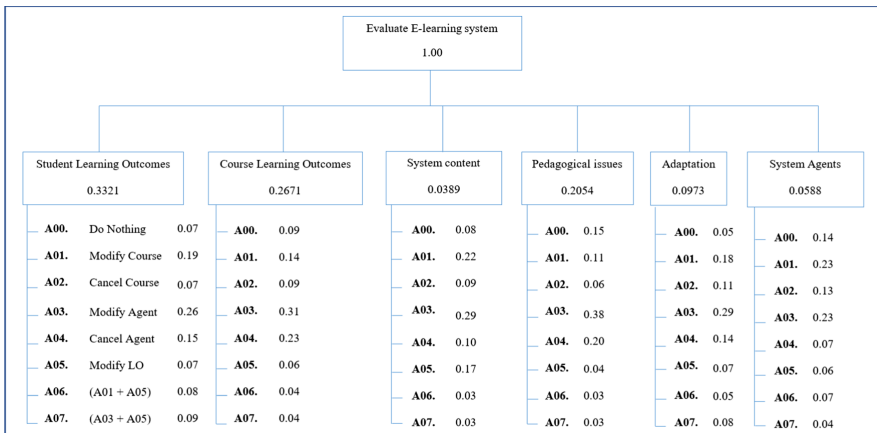 Evaluate E-learning system
1.00
Student Learning Outcomes
0.3321
A00. Do Nothing 0.07
A01. Modify Course 0.19
A02. Cancel Course 0.07
A03. Modify Agent 0.26
A04. Cancel Agent 0.15
A05. Modify LO 0.07
A06. (A01 + A05) 0.08
A07. (A03 + A05) 0.09
Course Learning Outcomes
0.2671
A00. 0.09
A01. 0.14
A02. 0.09
A03. 0.31
A04. 0.23
A05. 0.06
A06. 0.04
A07. 0.04
System content
0.0389
A00. 0.08
A01. 0.22
A02. 0.09
A03. 0.29
A04. 0.10
A05. 0.17
A06. 0.03
A07. 0.03
Pedagogical issues
0.2054
A00. 0.15
A01. 0.11
A02. 0.06
A03. 0.38
A04. 0.20
A05. 0.04
A06. 0.03
A07. 0.03
Adaptation
0.0973
A00. 0.05
A01. 0.18
A02. 0.11
A03. 0.29
A04. 0.14
A05. 0.07
A06. 0.05
A07. 0.08
System Agents
0.0588
A00. 0.14
A01. 0.23
A02. 0.13
A03. 0.23
A04. 0.07
A05. 0.06
A06. 0.07
A07. 0.04